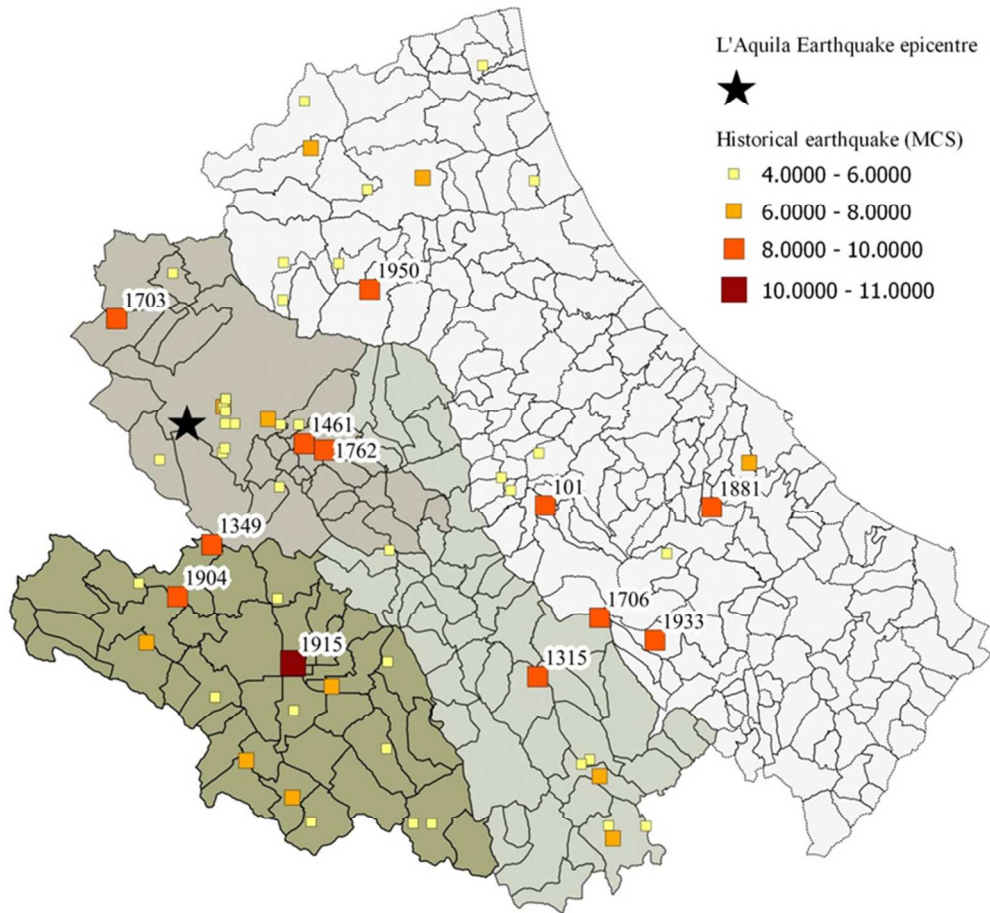 L'Aquila Earthquake epicentre
Historical earthquake (MCS)
4.0000 - 6.0000
6.0000 - 8.0000
8.0000 - 10.0000
10.0000 - 11.0000
1950
1703
1461
1762
101
1881
1349
1904
1706
1933
1915
1315